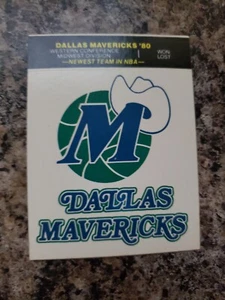 DALLAS MAVERICKS '80
WESTERN CONFERENCE
MIDWEST DIVISION
WON
LOST
—NEWEST TEAM IN NBA—
M
DALLAS
MAVERICKS